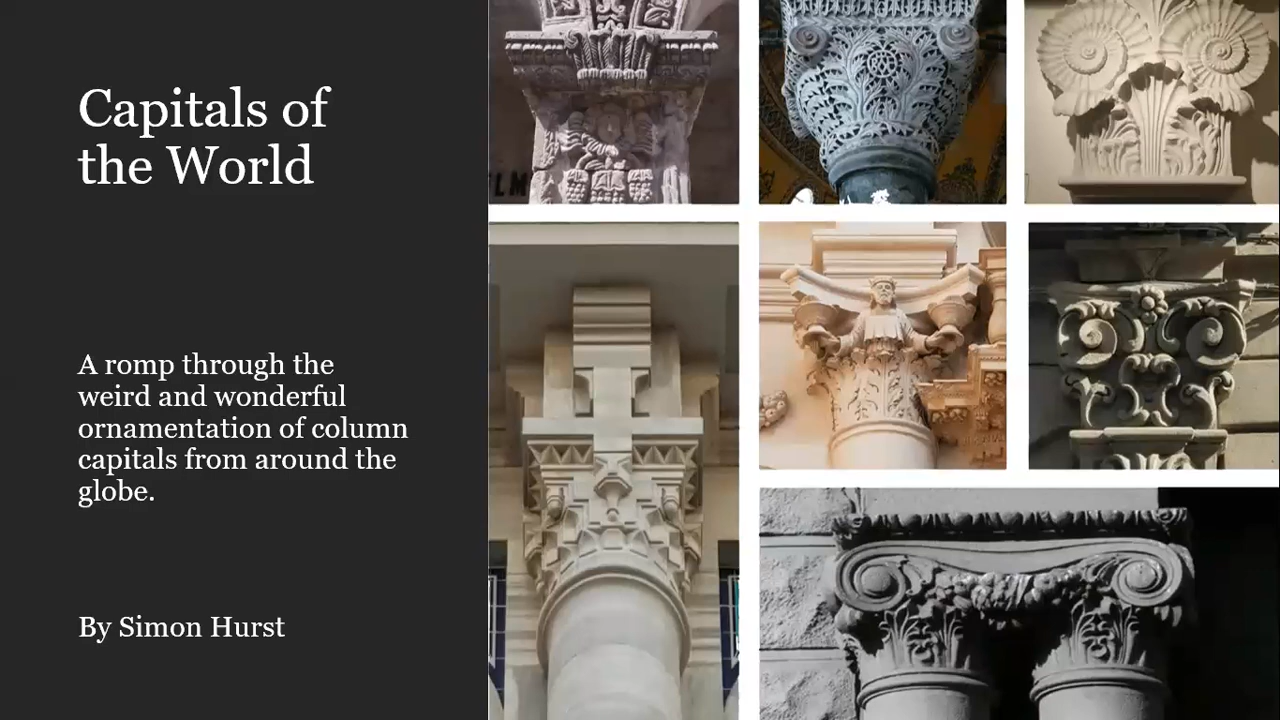 Capitals of
the World
A romp through the
weird and wonderful
ornamentation of column
capitals from around the
globe.
By Simon Hurst